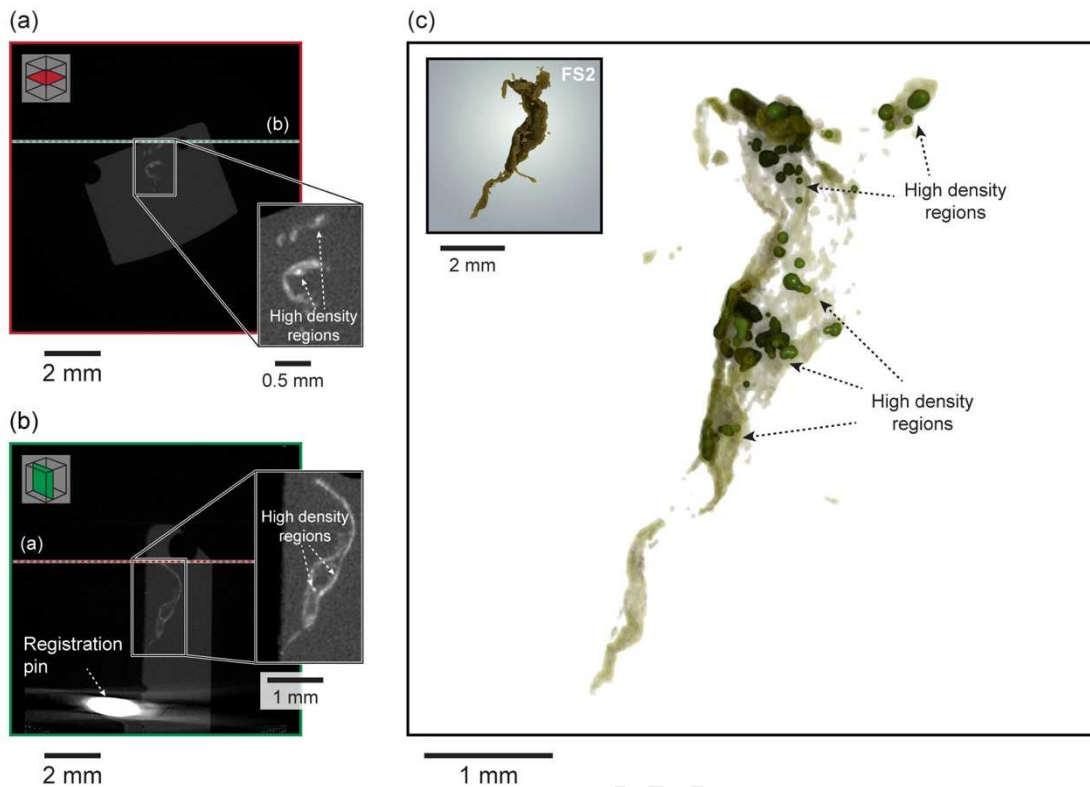 (a)
(b)
High density
regions
2 mm
0.5 mm
(b)
(a)
High density
regions
Registration
pin
1 mm
2 mm
(c)
FS2
2 mm
High density
regions
High density
regions
1 mm